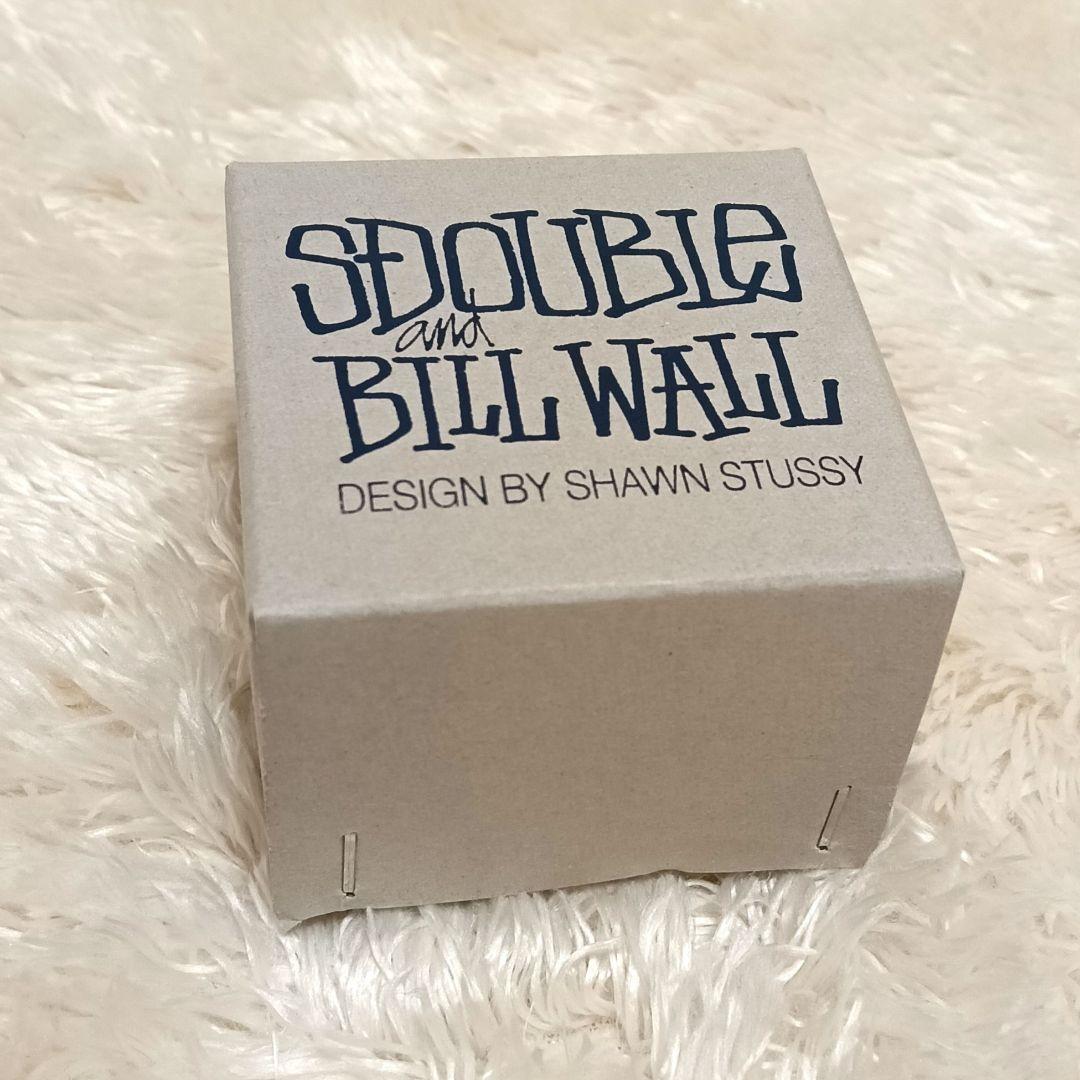 SDOUBLe
and
BILL WALL
DESIGN BY SHAWN STUSSY